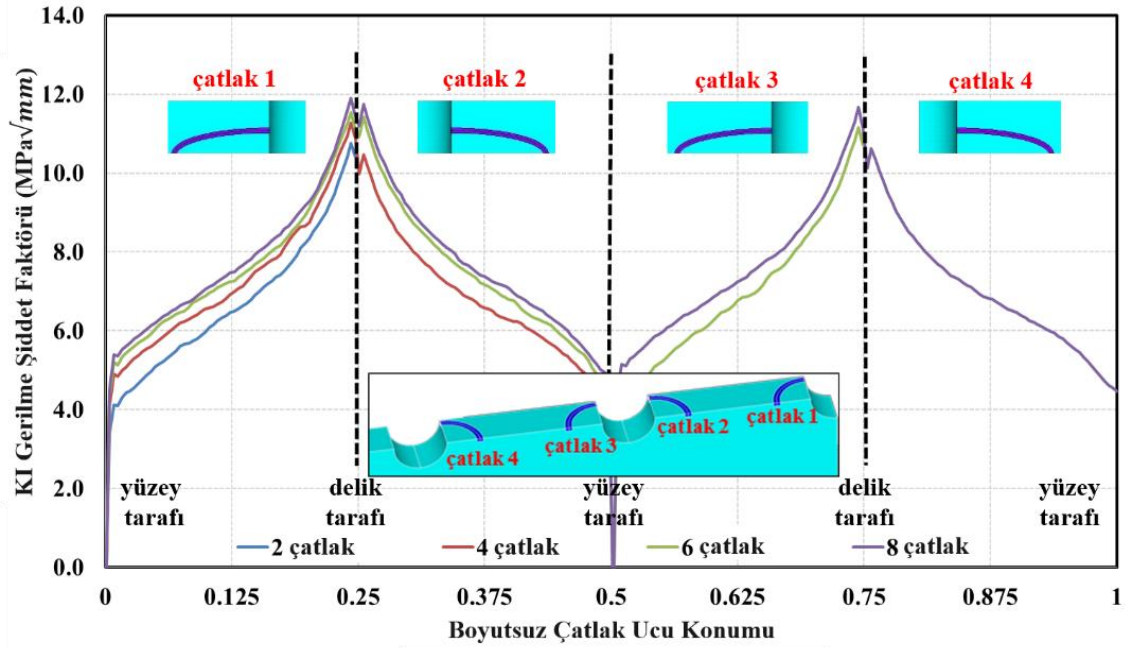 14.0
12.0
10.0
8.0
6.0
4.0
2.0
0.0
KI Gerilme Şiddet Faktörü (MPa√mm)
çatlak 1
çatlak 2
çatlak 3
çatlak 4
çatlak 4
çatlak 3
çatlak 2
çatlak 1
yüzey
tarafı
delik
tarafı
yüzey
tarafı
delik
tarafı
yüzey
tarafı
2 çatlak
4 çatlak
6 çatlak
8 çatlak
0
0.125
0.25
0.375
0.5
0.625
0.75
0.875
1
Boyutsuz Çatlak Ucu Konumu